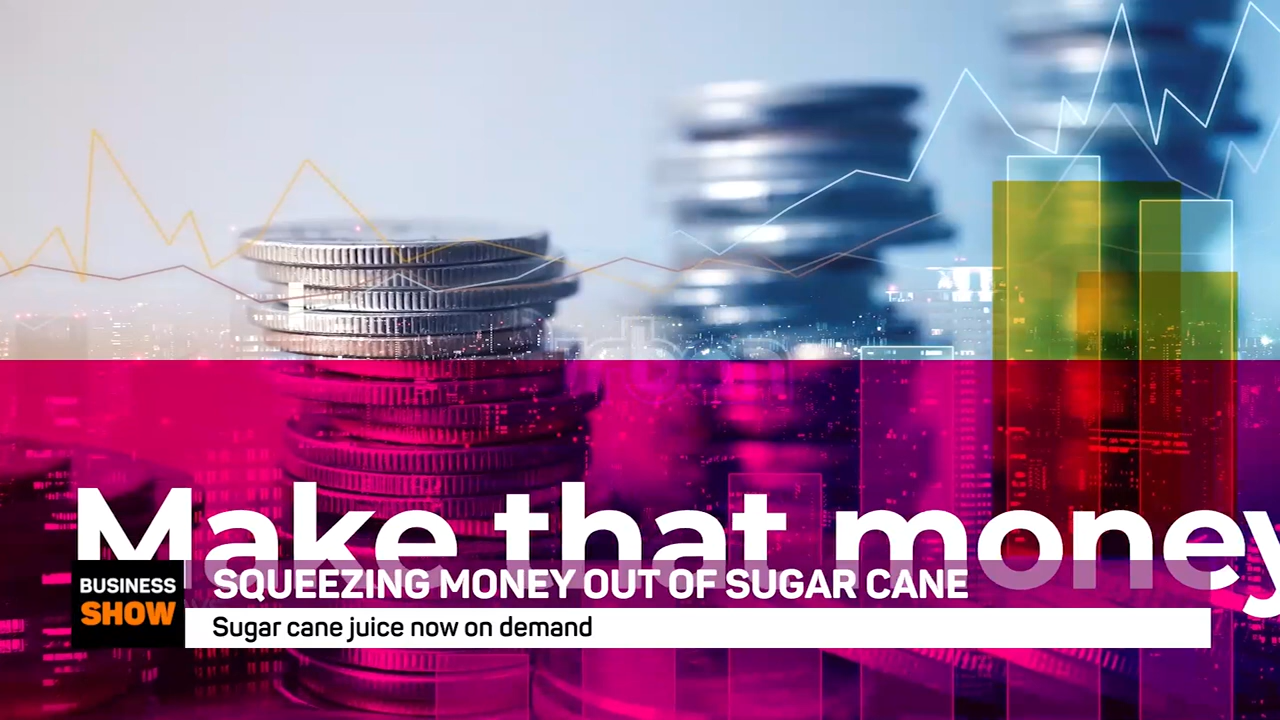 Make that money
SQUEEZING MONEY OUT OF SUGAR CANE
BUSINESS
SHOW
Sugar cane juice now on demand